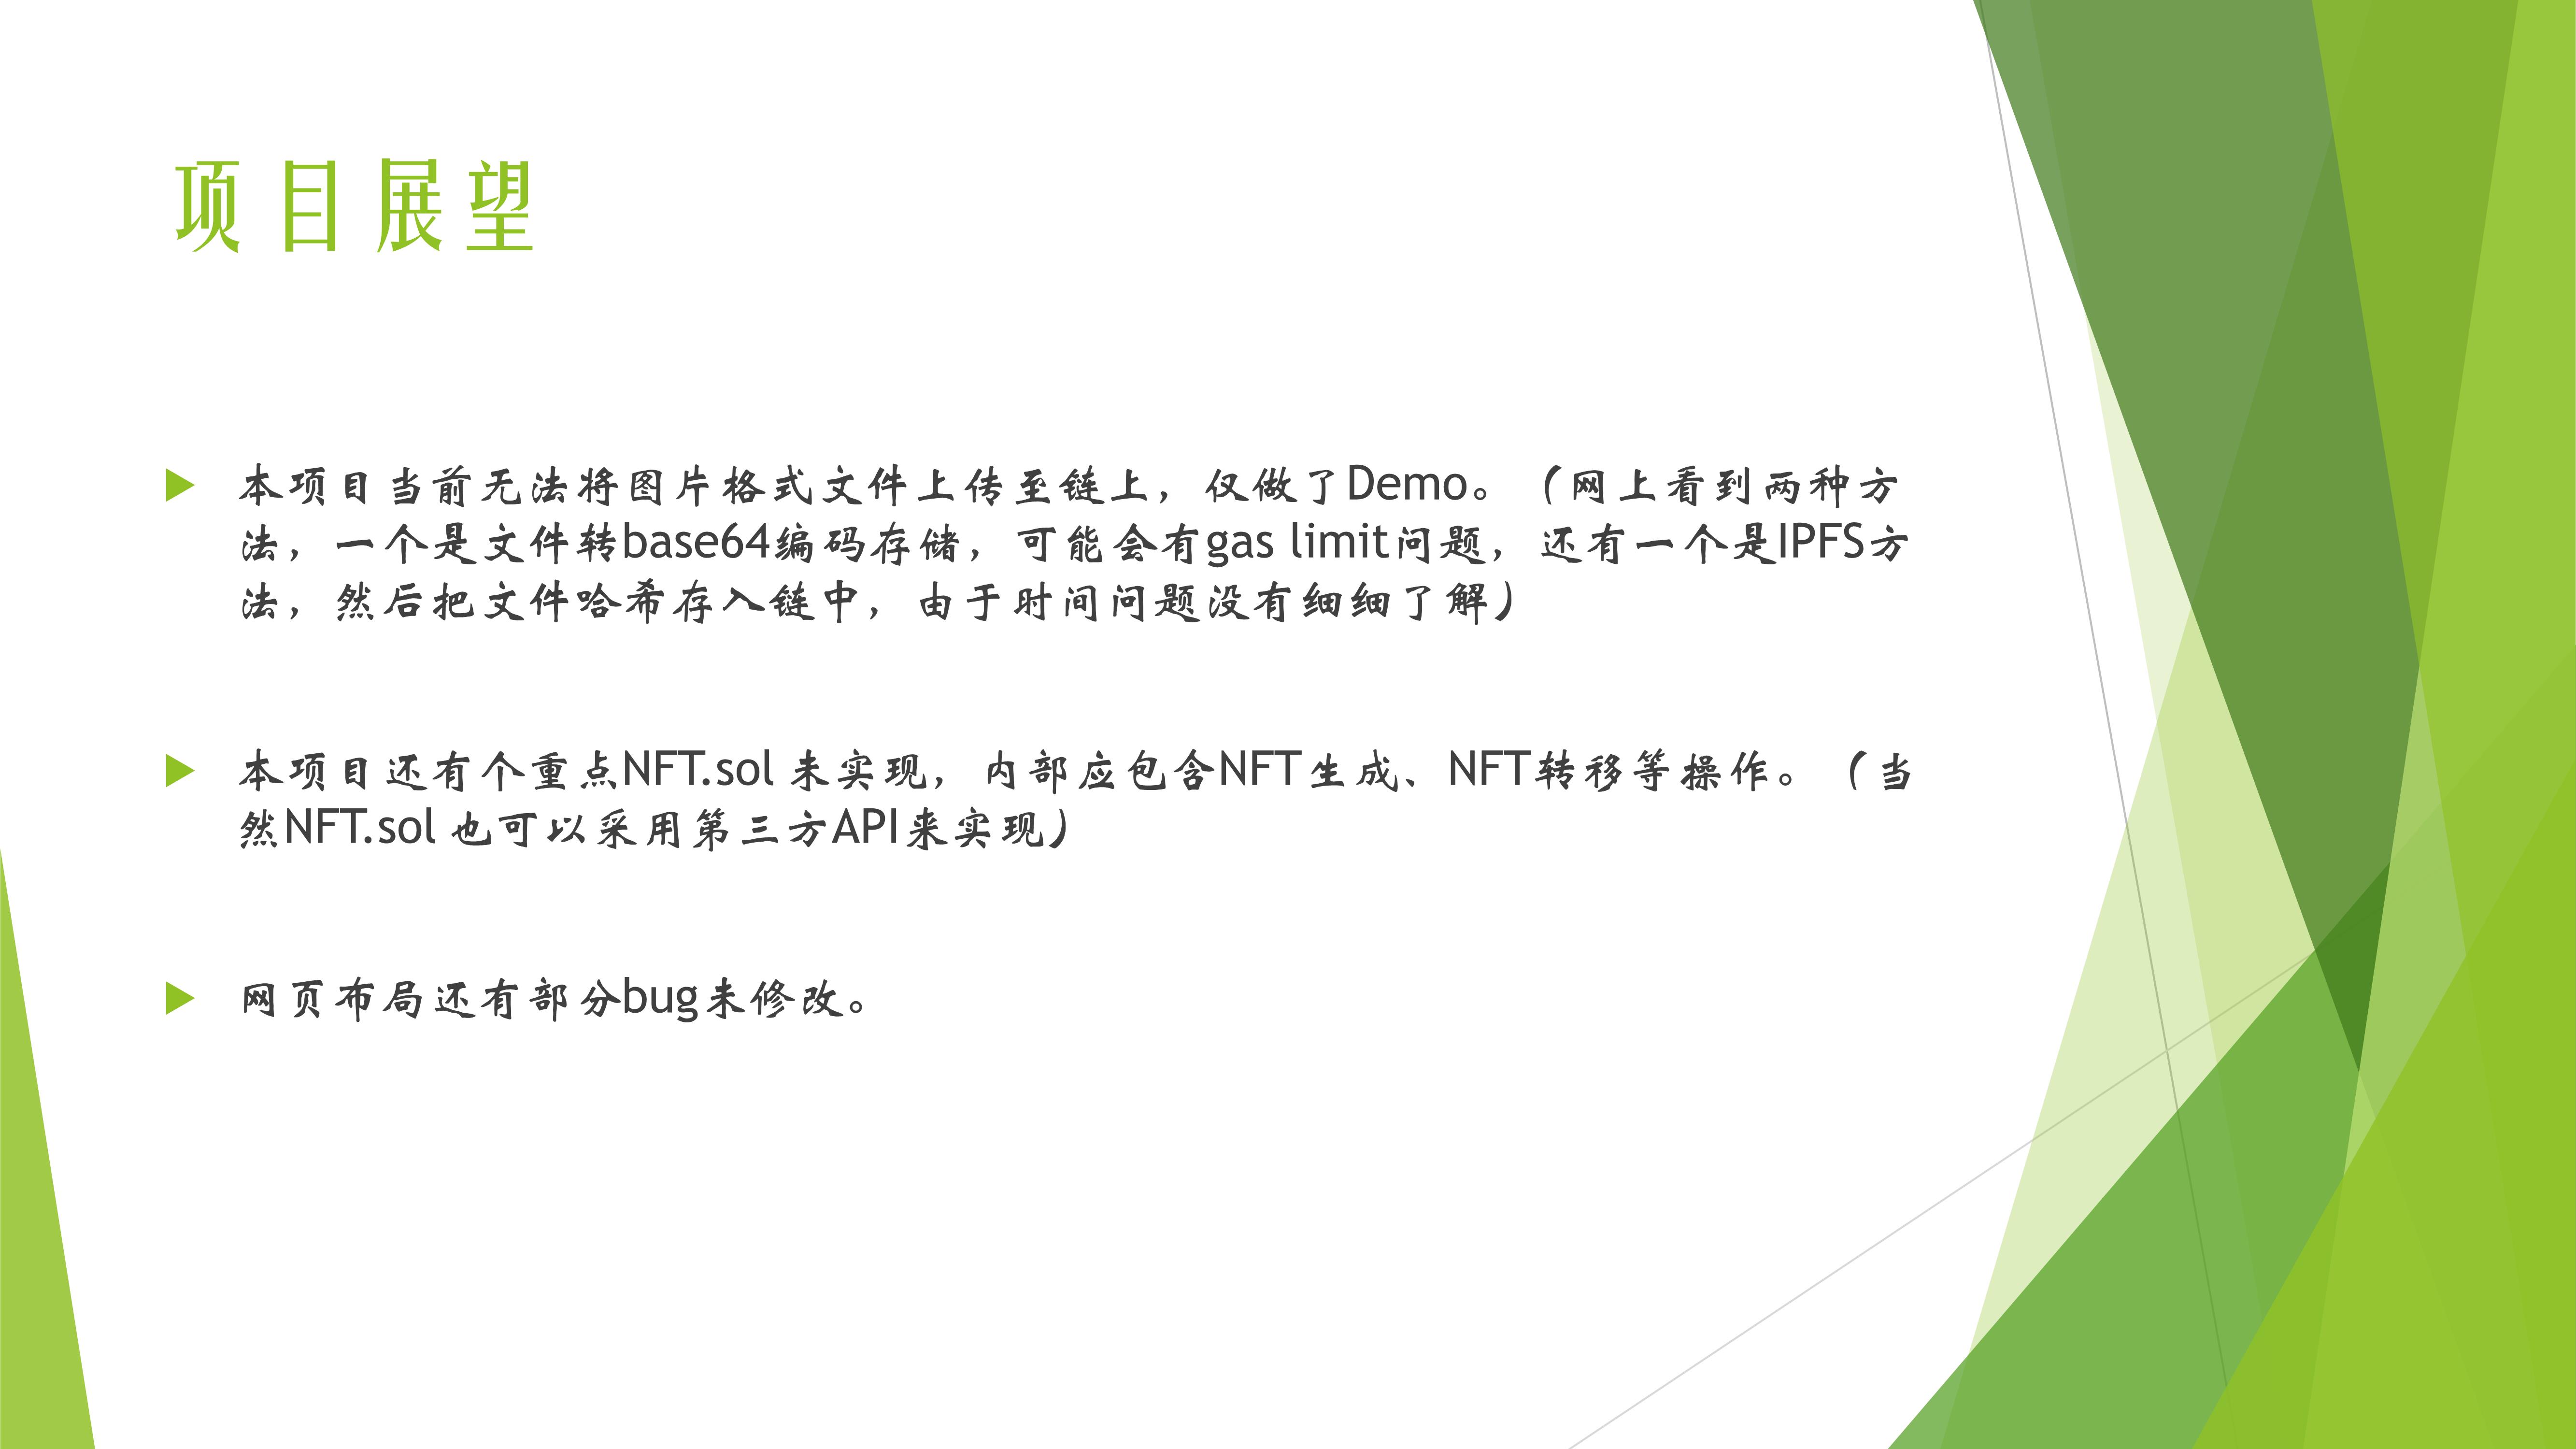 项目展望
本项目当前无法将图片格式文件上传至链上，仅做了Demo。（网上看到两种方
法，一个是文件转base64编码存储，可能会有gas limit问题，还有一个是IPFS方
法，然后把文件哈希存入链中，由于时间问题没有细细了解）
本项目还有个重点NFT.sol 未实现，内部应包含NFT生成、NFT转移等操作。（当
然NFT.sol 也可以采用第三方API来实现）
网页布局还有部分bug未修改。